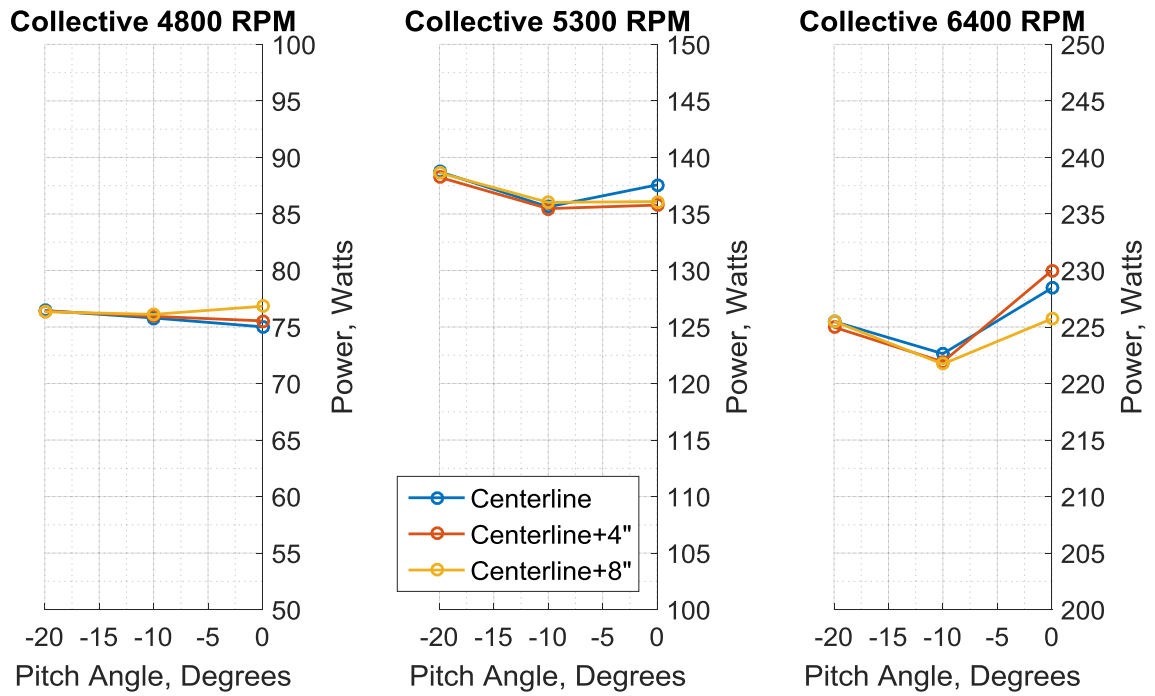 Collective 4800 RPM
100
95
90
85
80
75
70
65
60
55
50
-20 -15 -10 -5 0
Pitch Angle, Degrees
Power, Watts
Collective 5300 RPM
150
145
140
135
130
125
120
115
110
105
100
-20 -15 -10 -5 0
Pitch Angle, Degrees
Power, Watts
Centerline
Centerline+4"
Centerline+8"
Collective 6400 RPM
250
245
240
235
230
225
220
215
210
205
200
-20 -15 -10 -5 0
Pitch Angle, Degrees
Power, Watts